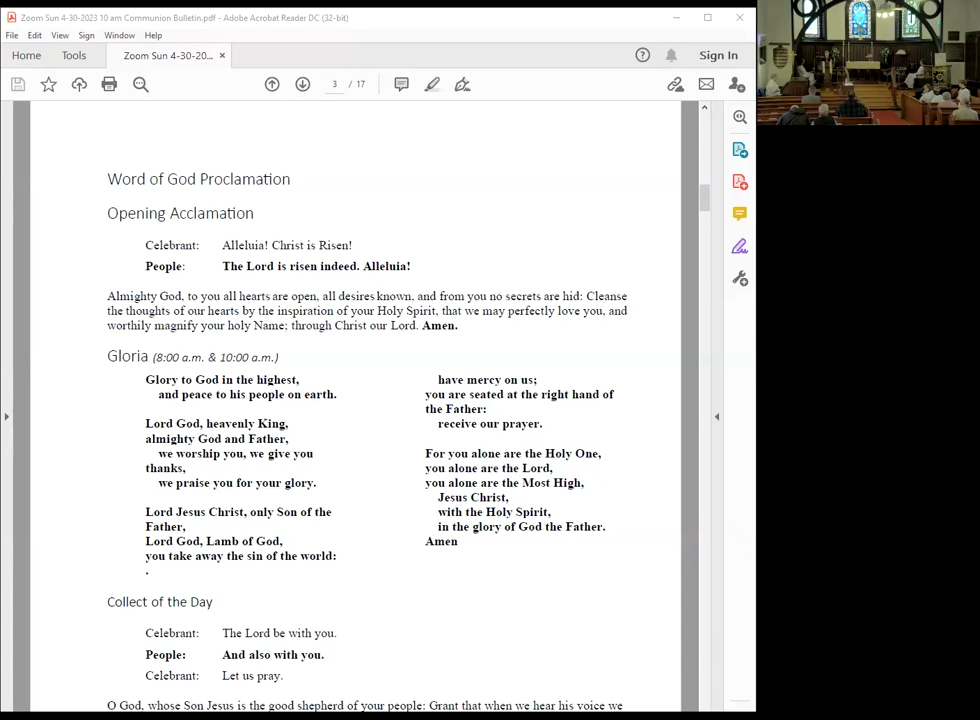 Zoom Sun 4-30-2023 10 am Communion Bulletin.pdf - Adobe Acrobat Reader DC (32-bit)
File Edit View Sign Window Help
Home Tools Zoom Sun 4-30-20... × Sign In
3 / 17
Word of God Proclamation
Opening Acclamation
Celebrant: Alleluia! Christ is Risen!
People: The Lord is risen indeed. Alleluia!
Almighty God, to you all hearts are open, all desires known, and from you no secrets are hid: Cleanse
the thoughts of our hearts by the inspiration of your Holy Spirit, that we may perfectly love you, and
worthily magnify your holy Name; through Christ our Lord. Amen.
Gloria (8:00 a.m. & 10:00 a.m.)
Glory to God in the highest,
and peace to his people on earth.
Lord God, heavenly King,
almighty God and Father,
we worship you, we give you
thanks,
we praise you for your glory.
Lord Jesus Christ, only Son of the
Father,
Lord God, Lamb of God,
you take away the sin of the world:
.
have mercy on us;
you are seated at the right hand of
the Father:
receive our prayer.
For you alone are the Holy One,
you alone are the Lord,
you alone are the Most High,
Jesus Christ,
with the Holy Spirit,
in the glory of God the Father.
Amen
Collect of the Day
Celebrant: The Lord be with you.
People: And also with you.
Celebrant: Let us pray.
O God, whose Son Jesus is the good shepherd of your people: Grant that when we hear his voice we